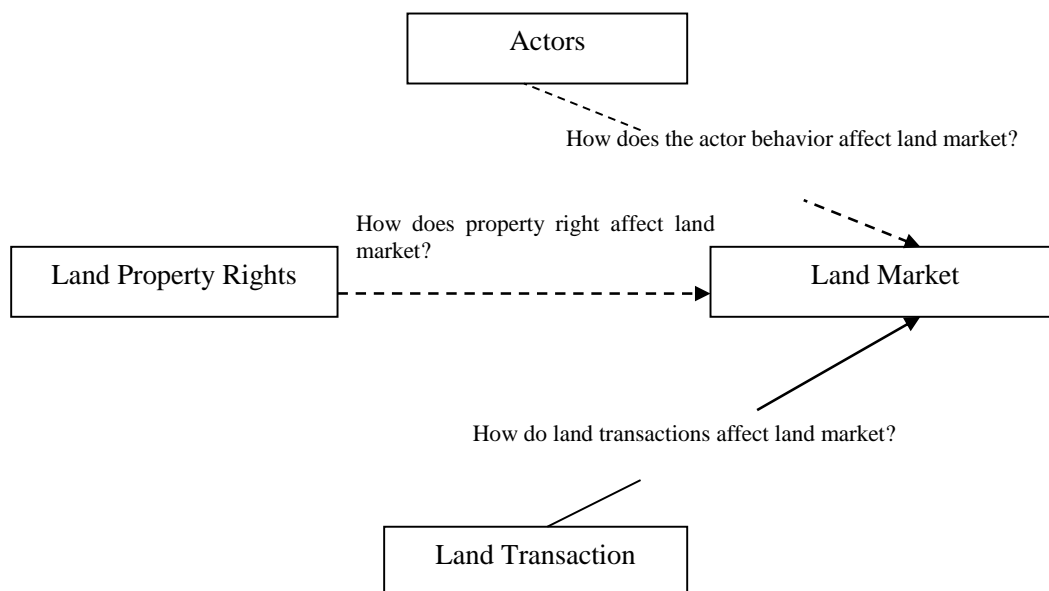 Actors
How does the actor behavior affect land market?
How does property right affect land
market?
Land Property Rights
Land Market
How do land transactions affect land market?
Land Transaction